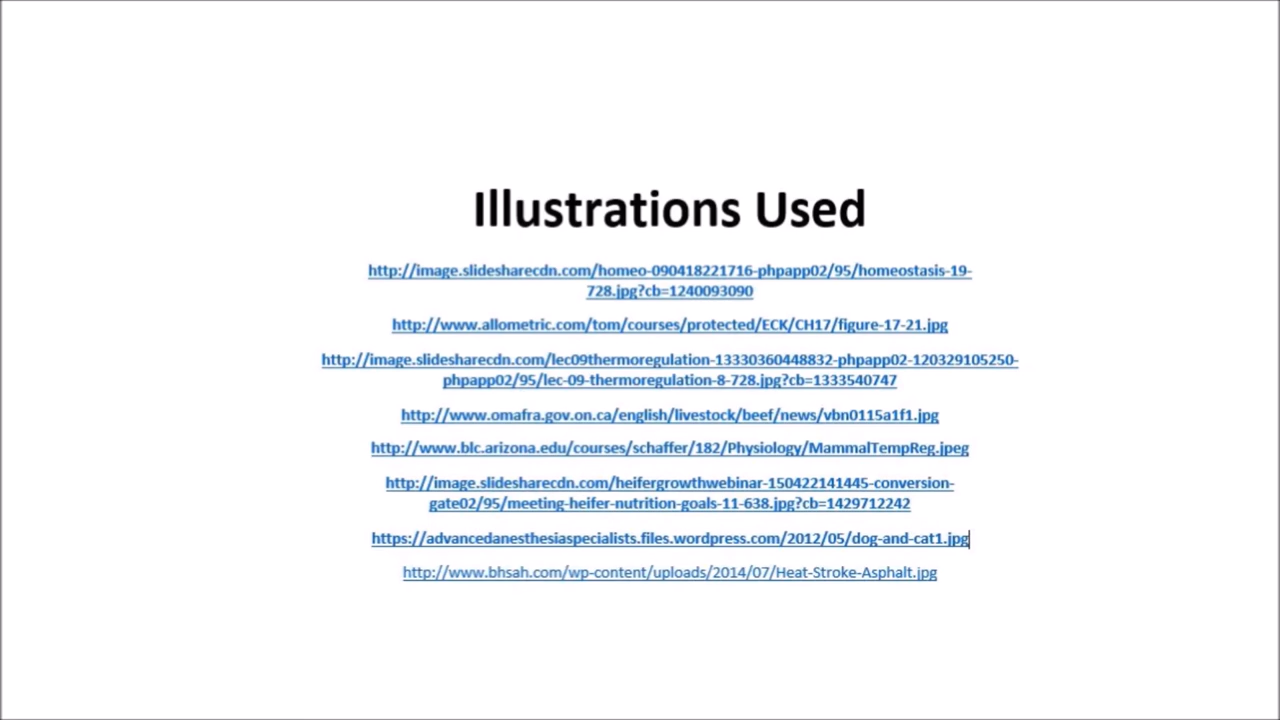 Illustrations Used
http://image.slidesharecdn.com/homeo-090418221716-phpapp02/95/homeostasis-19-
728.jpg?cb=1240093090
http://www.allometric.com/tom/courses/protected/ECK/CH17/figure-17-21.jpg
http://image.slidesharecdn.com/lec09thermoregulation-13330360448832-phpapp02-120329105250-
phpapp02/95/lec-09-thermoregulation-8-728.jpg?cb=1333540747
http://www.omafra.gov.on.ca/english/livestock/beef/news/vbn0115a1f1.jpg
http://www.blc.arizona.edu/courses/schaffer/182/Physiology/MammalTempReg.jpeg
http://image.slidesharecdn.com/heifergrowthwebinar-150422141445-conversion-
gate02/95/meeting-heifer-nutrition-goals-11-638.jpg?cb=1429712242
https://advancedanesthesiaspecialists.files.wordpress.com/2012/05/dog-and-cat1.jpg
http://www.bhsah.com/wp-content/uploads/2014/07/Heat-Stroke-Asphalt.jpg